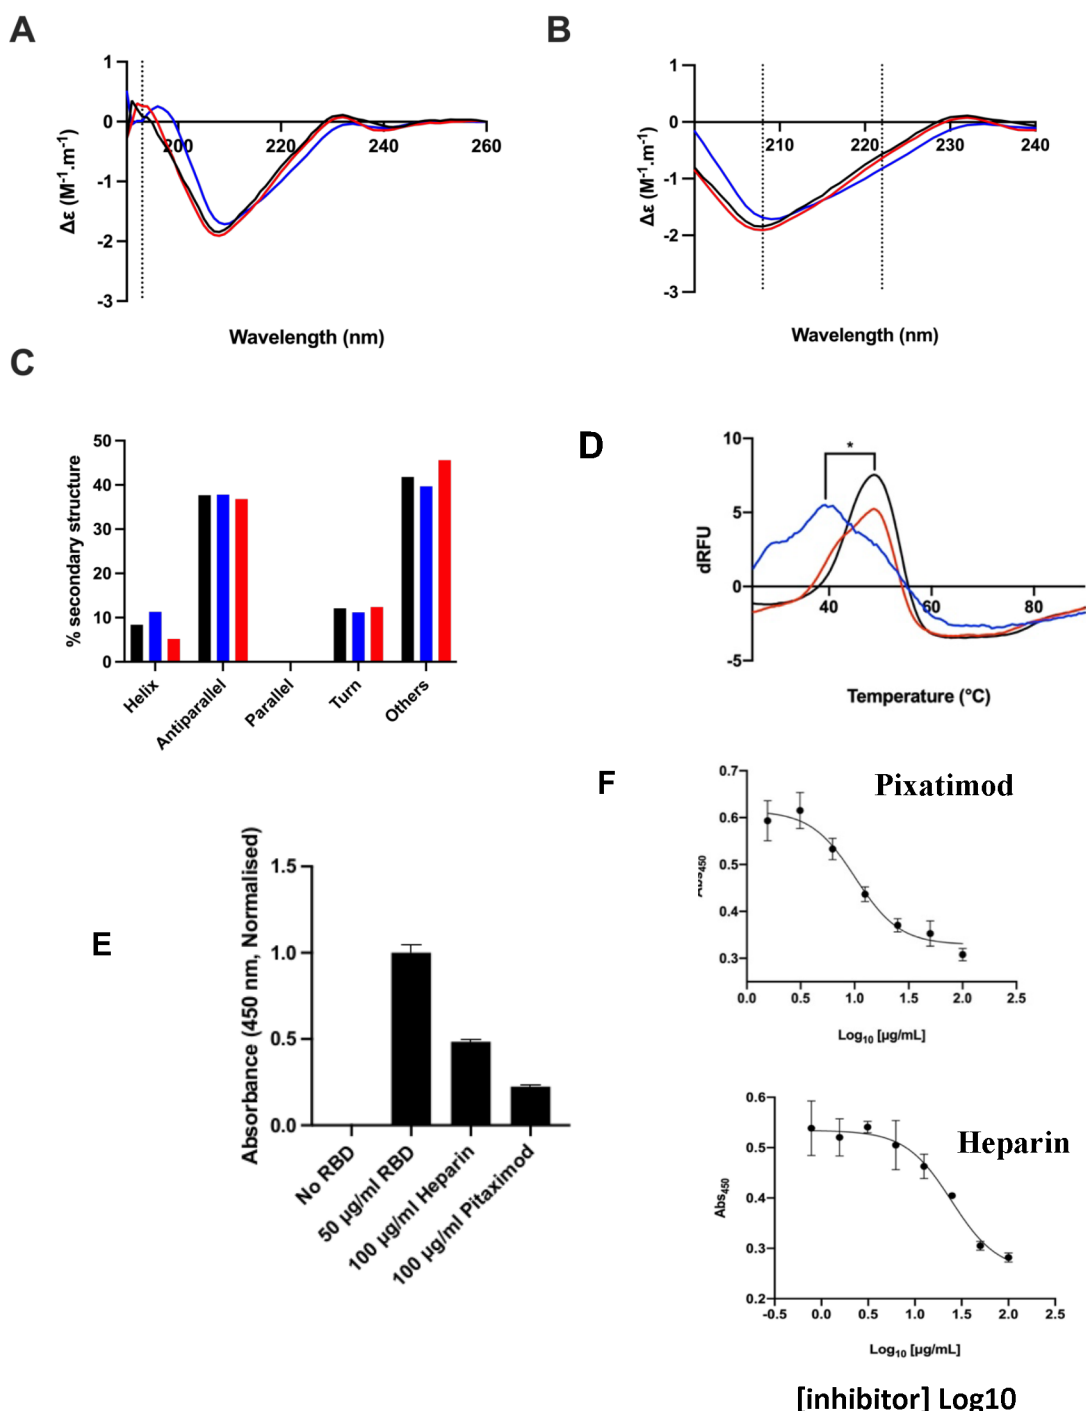 A
1
0
-1
-2
-3
200
220
240
260
Δε (M-1.m-1)
Wavelength (nm)
B
1
0
-1
-2
-3
210
220
230
240
Δε (M-1.m-1)
Wavelength (nm)
C
50
40
30
20
10
0
% secondary structure
Helix
Antiparallel
Parallel
Turn
Others
D
10
5
0
-5
*
40
60
80
dRFU
Temperature (°C)
E
1.5
1.0
0.5
0.0
Absorbance (450 nm, Normalised)
No RBD
50 µg/ml RBD
100 µg/ml Heparin
100 µg/ml Pitaximod
F
Pixatimod
0.7
0.6
0.5
0.4
0.3
Abs450
0.0
0.5
1.0
1.5
2.0
2.5
Log10 [µg/mL]
Heparin
0.6
0.5
0.4
0.3
0.2
Abs450
-0.5
0.0
0.5
1.0
1.5
2.0
2.5
Log10 [µg/mL]
[inhibitor] Log10